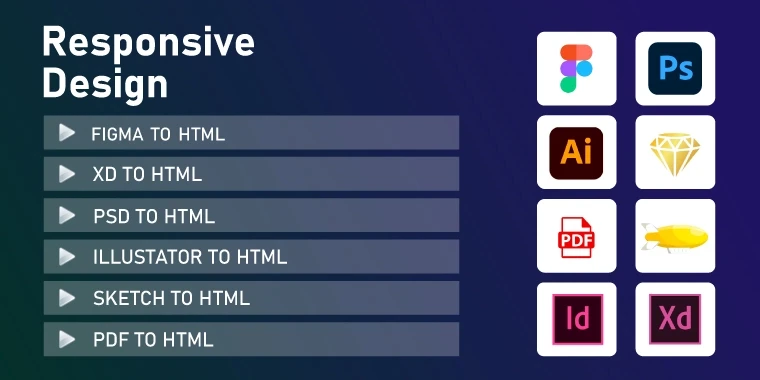 Responsive
Design
FIGMA TO HTML
XD TO HTML
PSD TO HTML
ILLUSTATOR TO HTML
SKETCH TO HTML
PDF TO HTML
Ps
Ai
PDF
Id
Xd